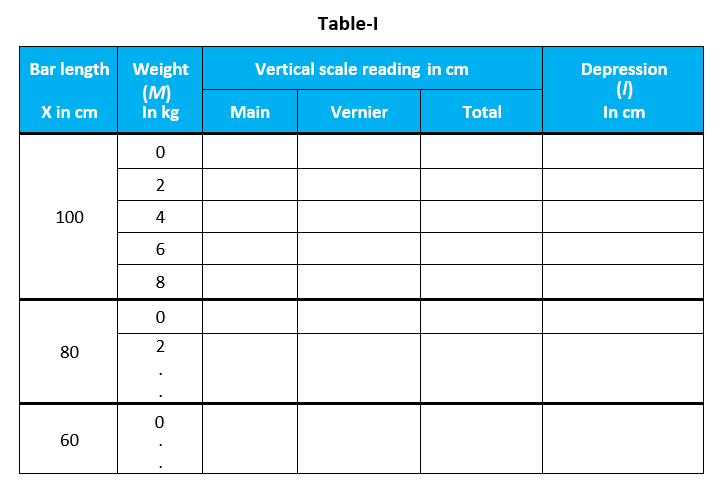 Table-I
Bar length
X in cm
Weight
(M)
In kg
Vertical scale reading in cm
Main
Vernier
Total
Depression
(l)
In cm
100
0
2
4
6
8
80
0
2
.
.
60
0
.
.